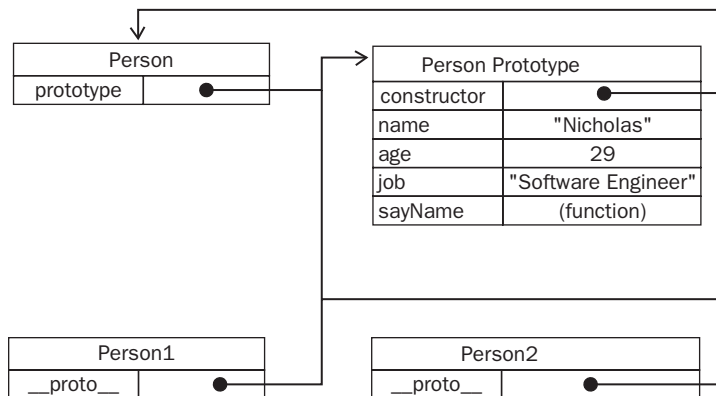 Person
prototype
Person Prototype
constructor
name "Nicholas"
age 29
job "Software Engineer"
sayName (function)
Person1
__proto__
Person2
__proto__